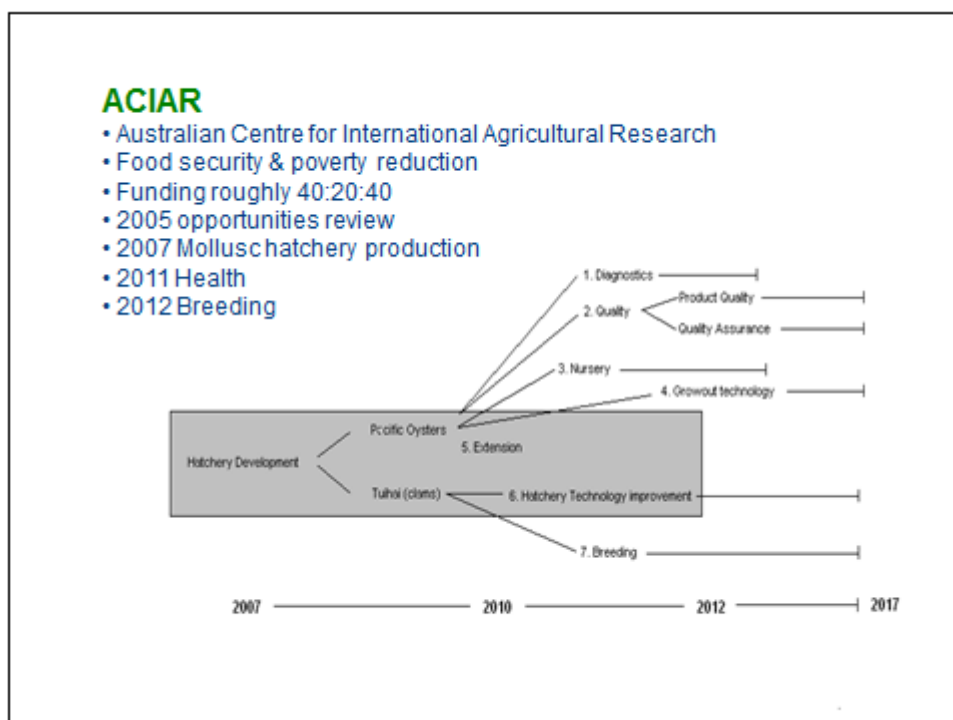 ACIAR
• Australian Centre for International Agricultural Research
• Food security & poverty reduction
• Funding roughly 40:20:40
• 2005 opportunities review
• 2007 Mollusc hatchery production
• 2011 Health
• 2012 Breeding
1. Diagnostics
2. Quality
Product Quality
Quality Assurance
3. Nursery
4. Growout technology
Pacific Oysters
5. Extension
Hatchery Development
Tuihai (clams)
6. Hatchery Technology improvement
7. Breeding
2007
2010
2012
2017